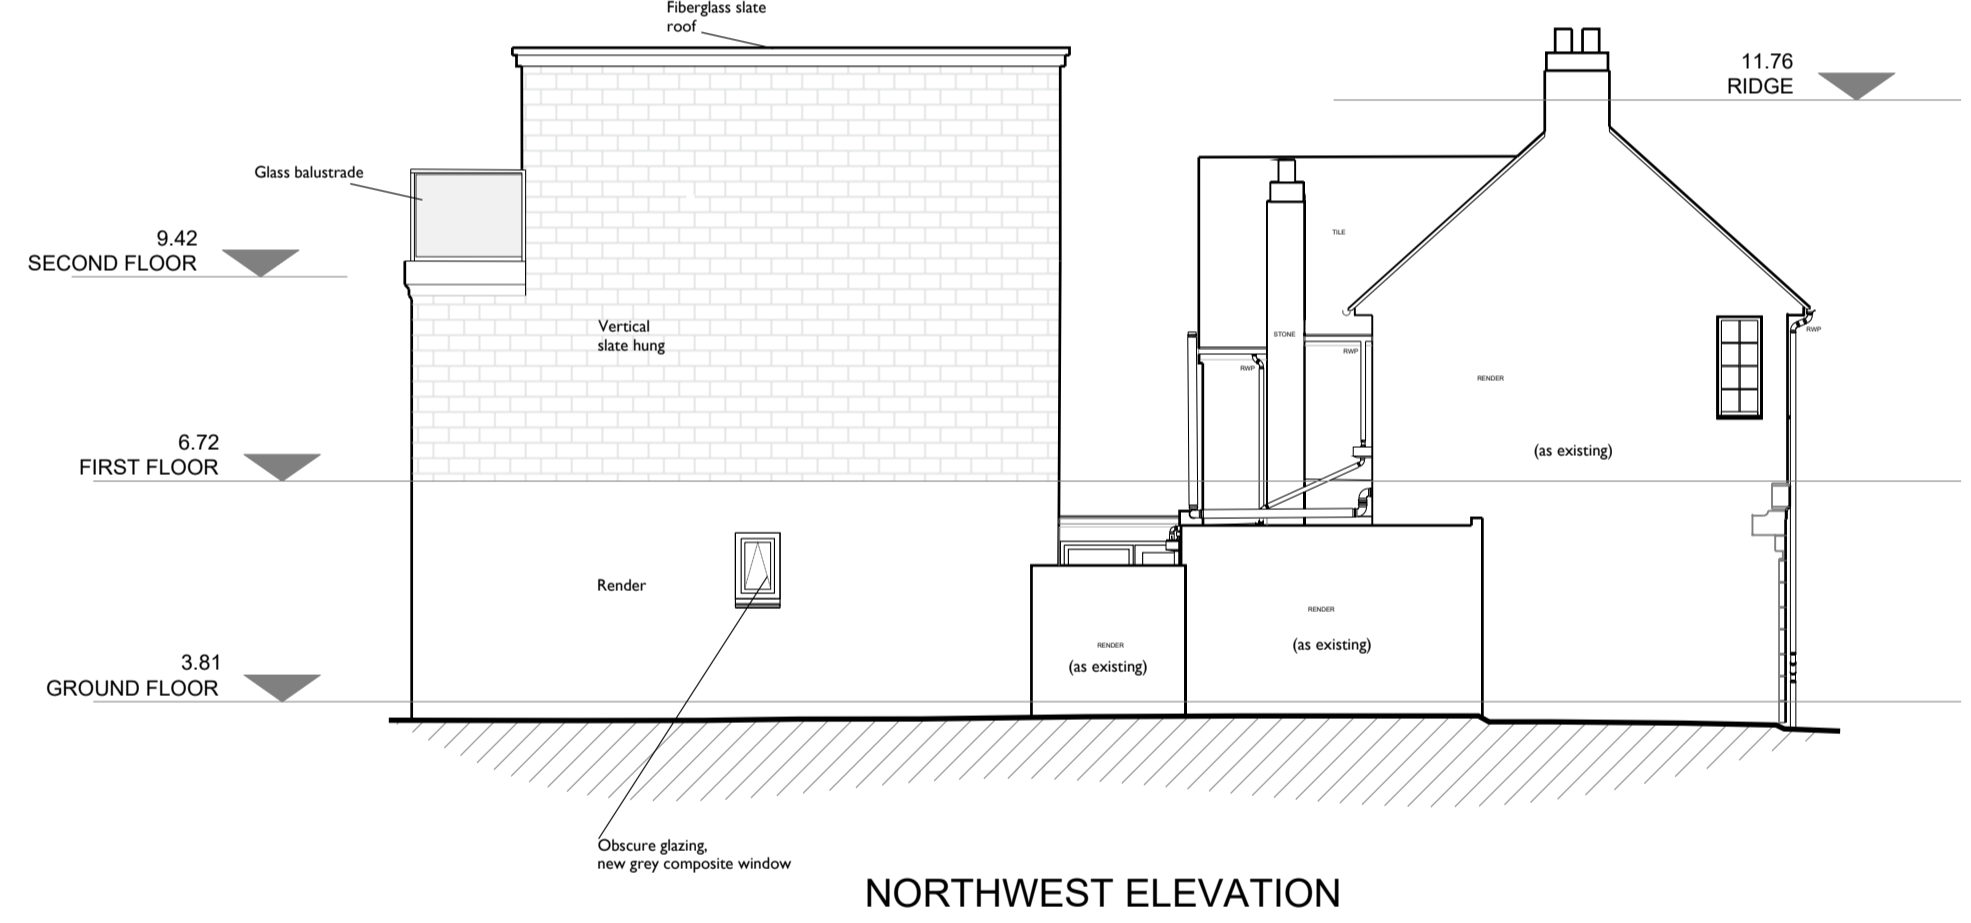 Fiberglass slate
roof
11.76
RIDGE
Glass balustrade
9.42
SECOND FLOOR
TILE
Vertical
slate hung
STONE
RWP
RWP
RWP
RENDER
6.72
FIRST FLOOR
(as existing)
Render
RENDER
(as existing)
RENDER
(as existing)
3.81
GROUND FLOOR
Obscure glazing,
new grey composite window
NORTHWEST ELEVATION